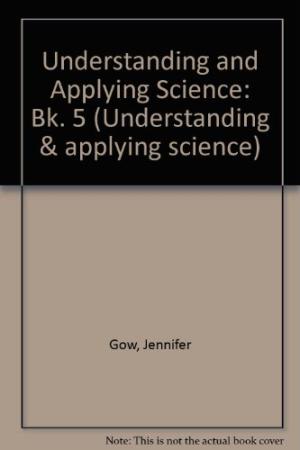 Understanding and
Applying Science:
Bk. 5 (Understanding
& applying science)
Gow, Jennifer
Note: This is not the actual book cover